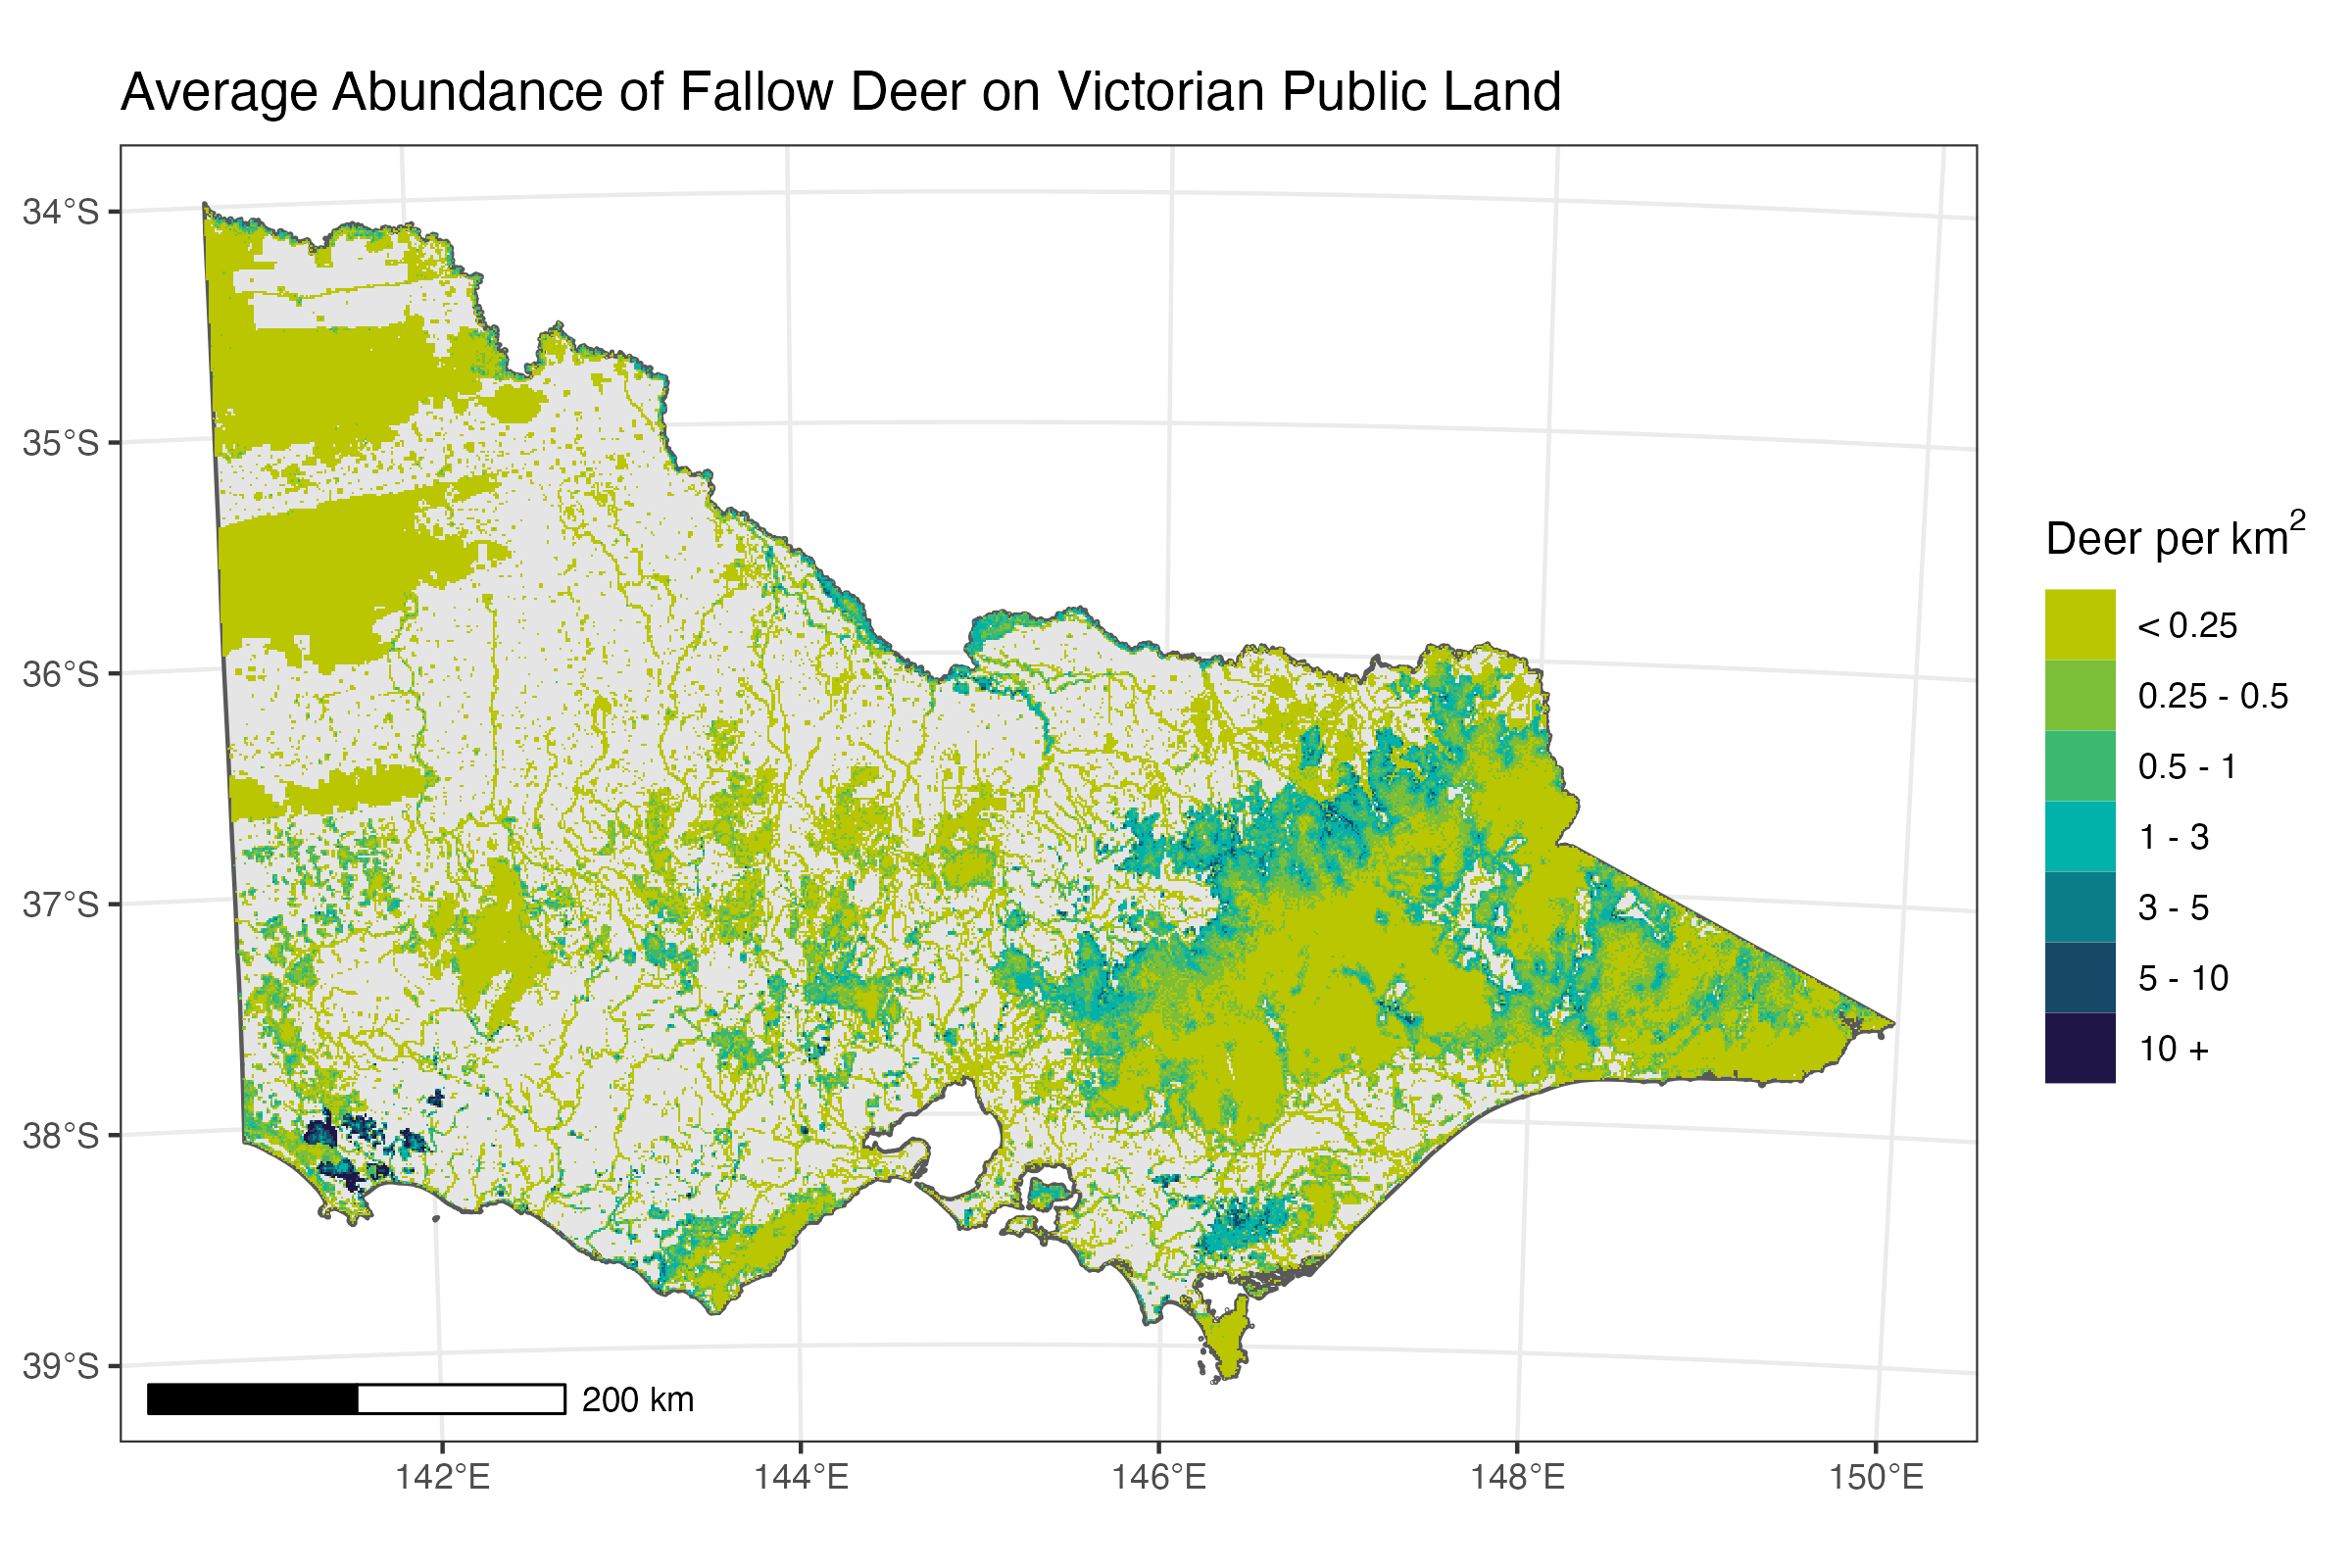 Average Abundance of Fallow Deer on Victorian Public Land
34°S
35°S
36°S
37°S
38°S
39°S
200 km
142°E
144°E
146°E
148°E
150°E
Deer per km²
< 0.25
0.25 - 0.5
0.5 - 1
1 - 3
3 - 5
5 - 10
10 +